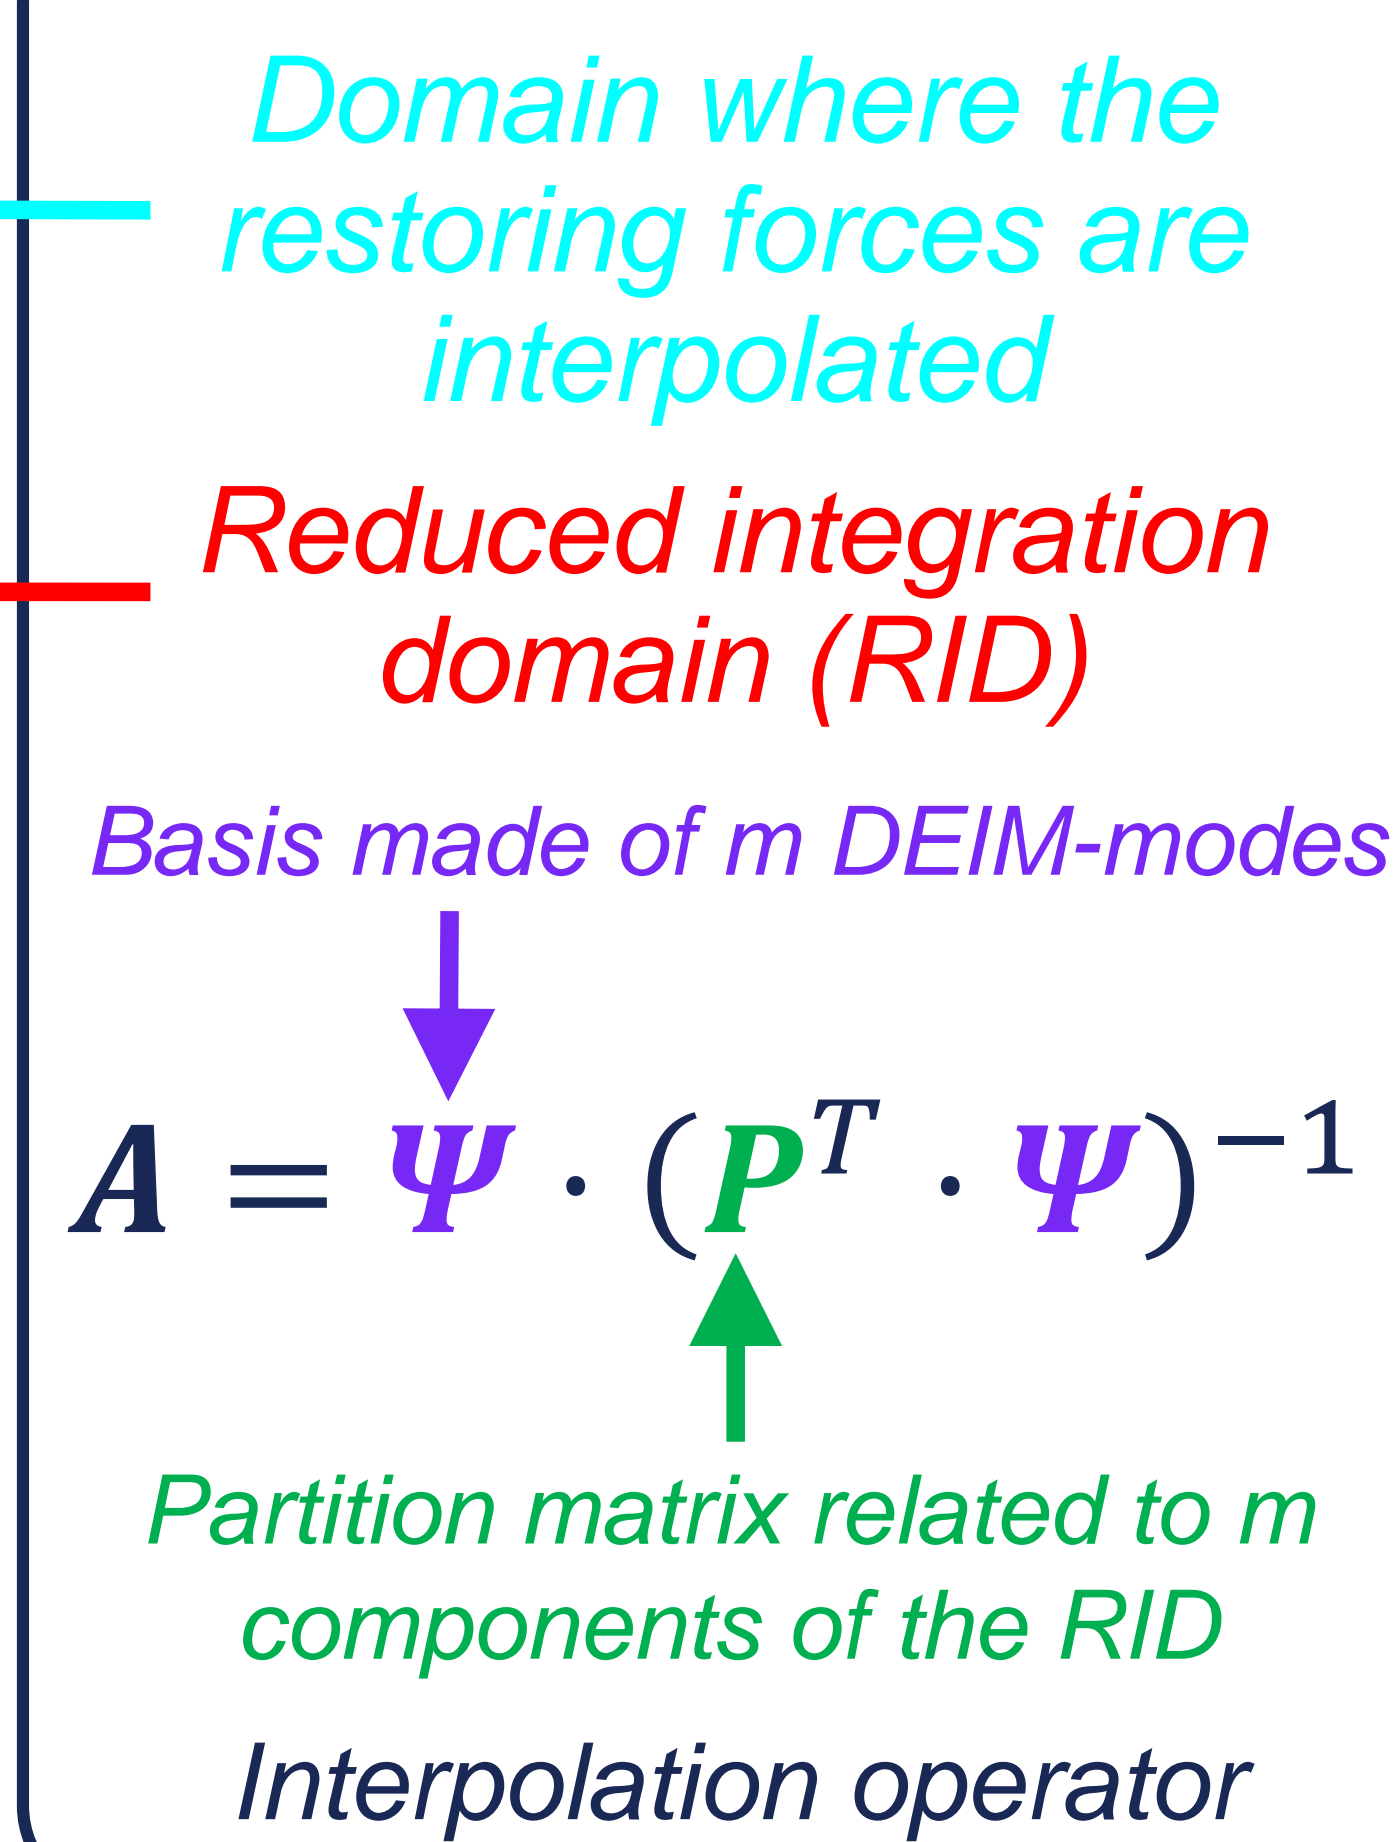 Domain where the
restoring forces are
interpolated
Reduced integration
domain (RID)
Basis made of m DEIM-modes
A = Ψ · (Pᵀ · Ψ)⁻¹
Partition matrix related to m
components of the RID
Interpolation operator